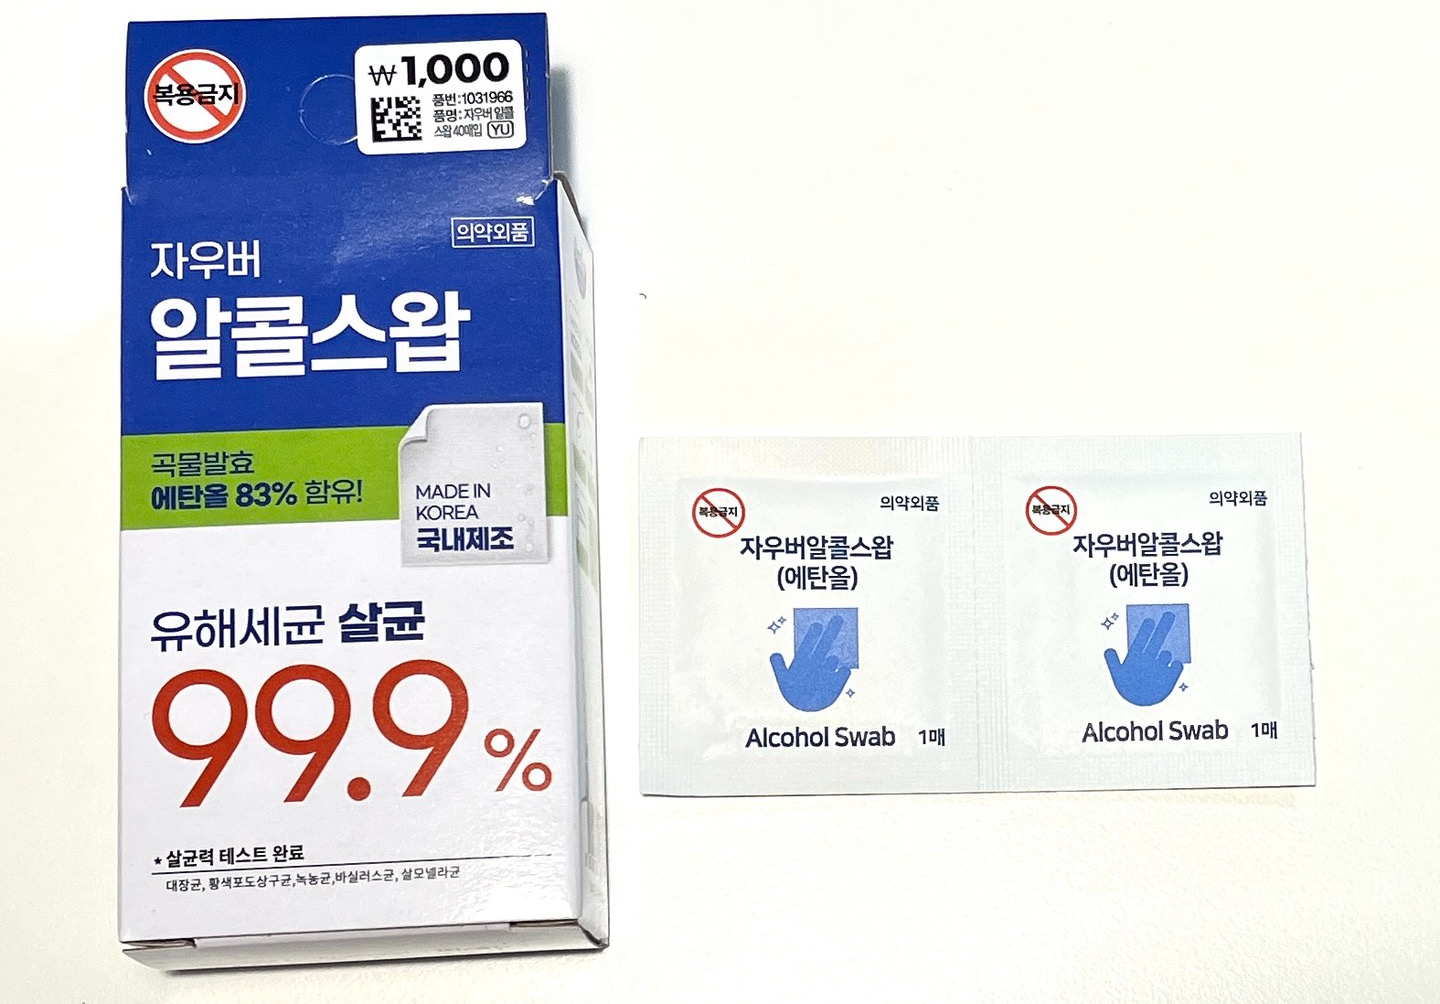 복용금지
₩1,000
품번:1031966
품명: 자우버 알콜
스왑 40매입 YU
의약외품
자우버
알콜스왑
곡물발효
에탄올 83% 함유!
MADE IN
KOREA
국내제조
유해세균 살균
99.9%
★살균력 테스트 완료
대장균, 황색포도상구균,녹농균,바실러스균, 살모넬라균
복용금지
의약외품
자우버알콜스왑
(에탄올)
Alcohol Swab 1매
복용금지
의약외품
자우버알콜스왑
(에탄올)
Alcohol Swab 1매